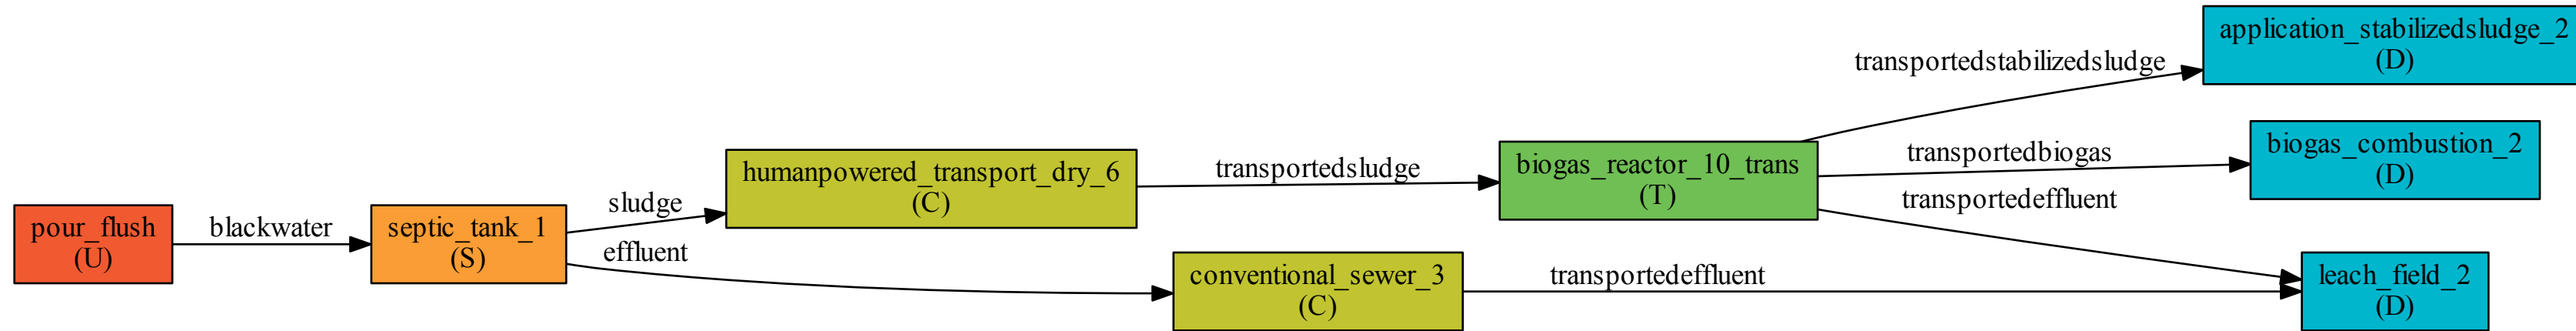 pour_flush
(U)
blackwater
septic_tank_1
(S)
sludge
effluent
humanpowered_transport_dry_6
(C)
conventional_sewer_3
(C)
transportedsludge
transportedeffluent
biogas_reactor_10_trans
(T)
transportedstabilizedsludge
transportedbiogas
transportedeffluent
application_stabilizedsludge_2
(D)
biogas_combustion_2
(D)
leach_field_2
(D)